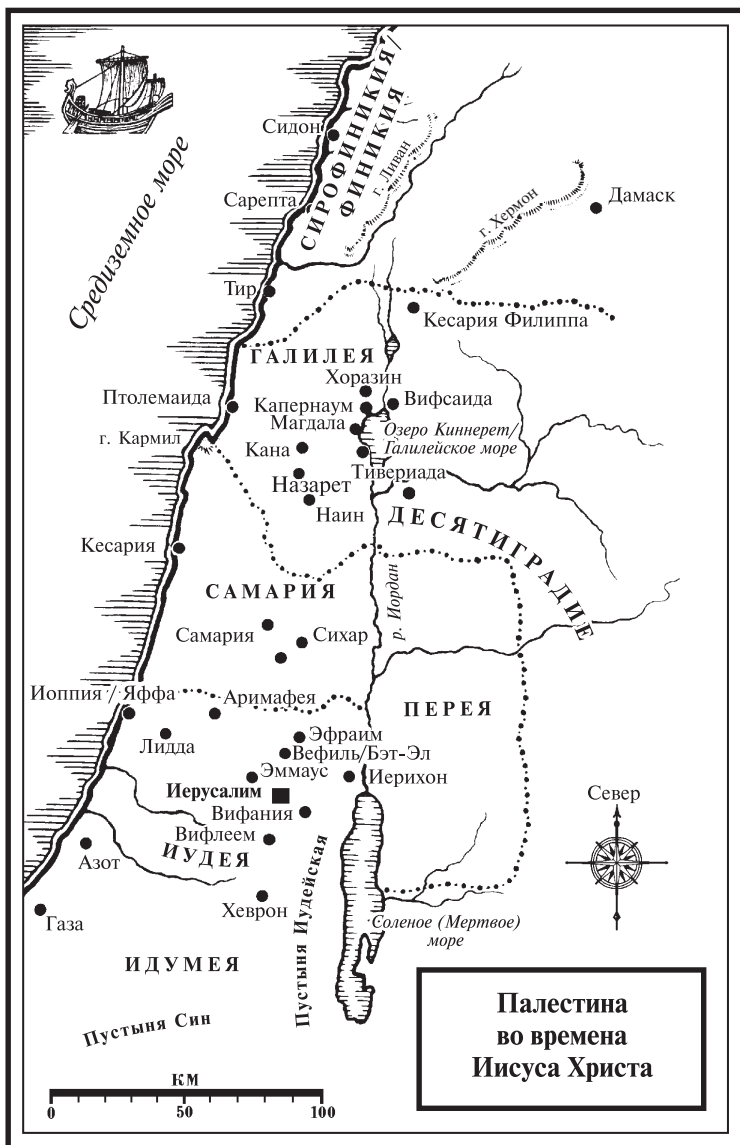 СИРОФИНИКИЯ/
ФИНИКИЯ
Сидон
г. Ливан
Средиземное море
Сарепта
г. Хермон
Дамаск
Тир
Кесария Филиппа
ГАЛИЛЕЯ
Хоразин
Птолемаида
Капернаум
Вифсаида
Магдала
Озеро Киннерет/
Галилейское море
г. Кармил
Кана
Тивериада
Назарет
Наин
ДЕСЯТИГРАДИЕ
Кесария
р. Иордан
САМАРИЯ
Самария
Сихар
Иоппия / Яффа
Аримафея
ПЕРЕЯ
Лидда
Эфраим
Вефиль/Бэт-Эл
Эммаус
Иерихон
Иерусалим
Север
Вифания
Вифлеем
ИУДЕЯ
Азот
Пустыня Иудейская
Хеврон
Газа
Соленое (Мертвое)
море
ИДУМЕЯ
Пустыня Син
Палестина
во времена
Иисуса Христа
КМ
0 50 100